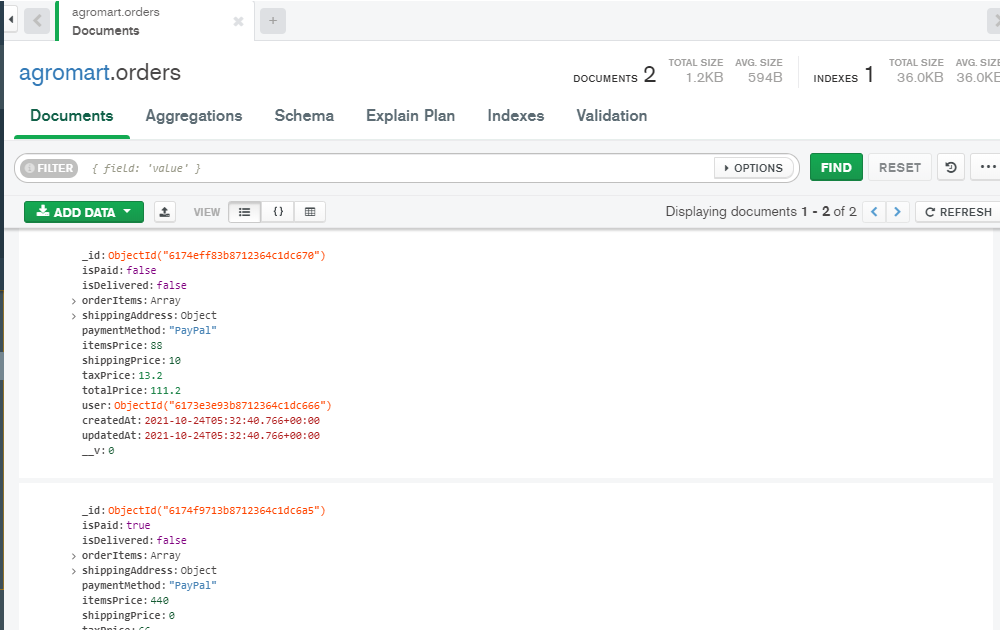 agromart.orders
Documents
agromart.orders
DOCUMENTS 2
TOTAL SIZE
1.2KB
AVG. SIZE
594B
INDEXES 1
TOTAL SIZE
36.0KB
AVG. SIZE
36.0KB
Documents Aggregations Schema Explain Plan Indexes Validation
FILTER { field: 'value' } OPTIONS FIND RESET ...
ADD DATA VIEW {} Displaying documents 1 - 2 of 2 REFRESH
_id: ObjectId("6174eff83b8712364c1dc670")
isPaid: false
isDelivered: false
orderItems: Array
shippingAddress: Object
paymentMethod: "PayPal"
itemsPrice: 88
shippingPrice: 10
taxPrice: 13.2
totalPrice: 111.2
user: ObjectId("6173e3e93b8712364c1dc666")
createdAt: 2021-10-24T05:32:40.766+00:00
updatedAt: 2021-10-24T05:32:40.766+00:00
__v: 0
_id: ObjectId("6174f9713b8712364c1dc6a5")
isPaid: true
isDelivered: false
orderItems: Array
shippingAddress: Object
paymentMethod: "PayPal"
itemsPrice: 440
shippingPrice: 0
taxPrice: 66